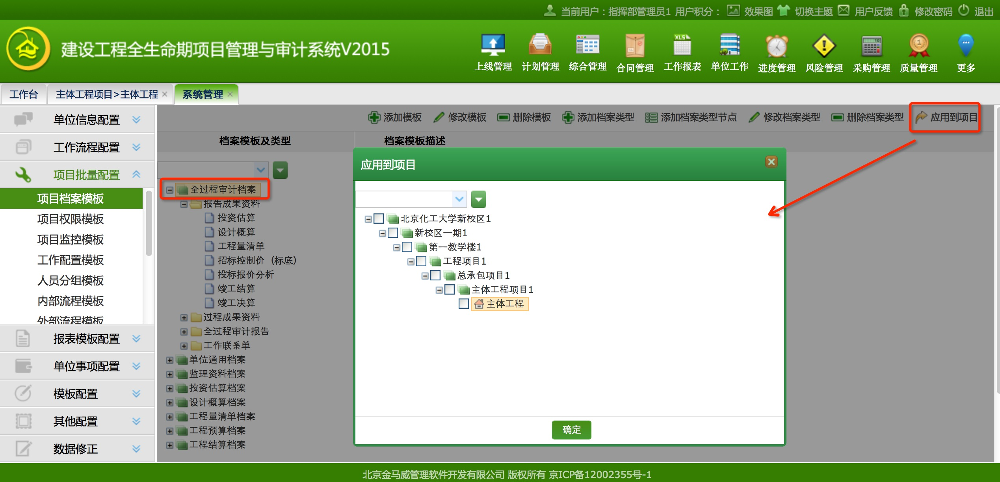 当前用户：指挥部管理员1 用户积分： 效果图 切换主题 用户反馈 修改密码 退出
建设工程全生命期项目管理与审计系统V2015
XLS
上线管理 计划管理 综合管理 合同管理 工作报表 单位工作 进度管理 风险管理 采购管理 质量管理 更多
工作台 主体工程项目>主体工程 系统管理
单位信息配置
工作流程配置
项目批量配置
项目档案模板
项目权限模板
项目监控模板
工作配置模板
人员分组模板
内部流程模板
外部流程模板
报表模板配置
单位事项配置
模板配置
其他配置
数据修正
添加模板 修改模板 删除模板 添加档案类型 添加档案类型节点 修改档案类型 删除档案类型 应用到项目
档案模板及类型 档案模板描述
全过程审计档案
报告成果资料
投资估算
设计概算
工程量清单
招标控制价（标底）
投标报价分析
竣工结算
竣工决算
过程成果资料
全过程审计报告
工作联系单
单位通用档案
监理资料档案
投资估算档案
设计概算档案
工程量清单档案
工程预算档案
工程结算档案
应用到项目
北京化工大学新校区1
新校区一期1
第一教学楼1
工程项目1
总承包项目1
主体工程项目1
主体工程
确定
北京金马威管理软件开发有限公司 版权所有 京ICP备12002355号-1